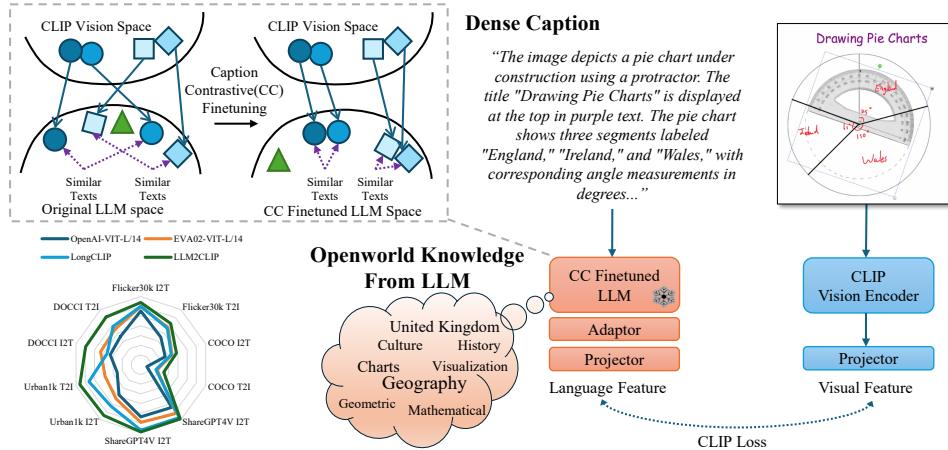 CLIP Vision Space
CLIP Vision Space
Caption
Contrastive(CC)
Finetuning
Similar
Texts
Similar
Texts
Similar
Texts
Similar
Texts
Original LLM space
CC Finetuned LLM Space
OpenAI-VIT-L/14
EVA02-VIT-L/14
LongCLIP
LLM2CLIP
Flicker30k I2T
Flicker30k T2I
COCO I2T
COCO T2I
ShareGPT4V I2T
ShareGPT4V I2T
Urban1k I2T
Urban1k T2I
DOCCI I2T
DOCCI T2I
Dense Caption
“The image depicts a pie chart under
construction using a protractor. The
title "Drawing Pie Charts" is displayed
at the top in purple text. The pie chart
shows three segments labeled
"England," "Ireland," and "Wales," with
corresponding angle measurements in
degrees...”
Drawing Pie Charts
England
Wales
Openworld Knowledge
From LLM
United Kingdom
Culture
History
Charts
Visualization
Geography
Geometric
Mathematical
CC Finetuned
LLM
Adaptor
Projector
Language Feature
CLIP
Vision Encoder
Projector
Visual Feature
CLIP Loss